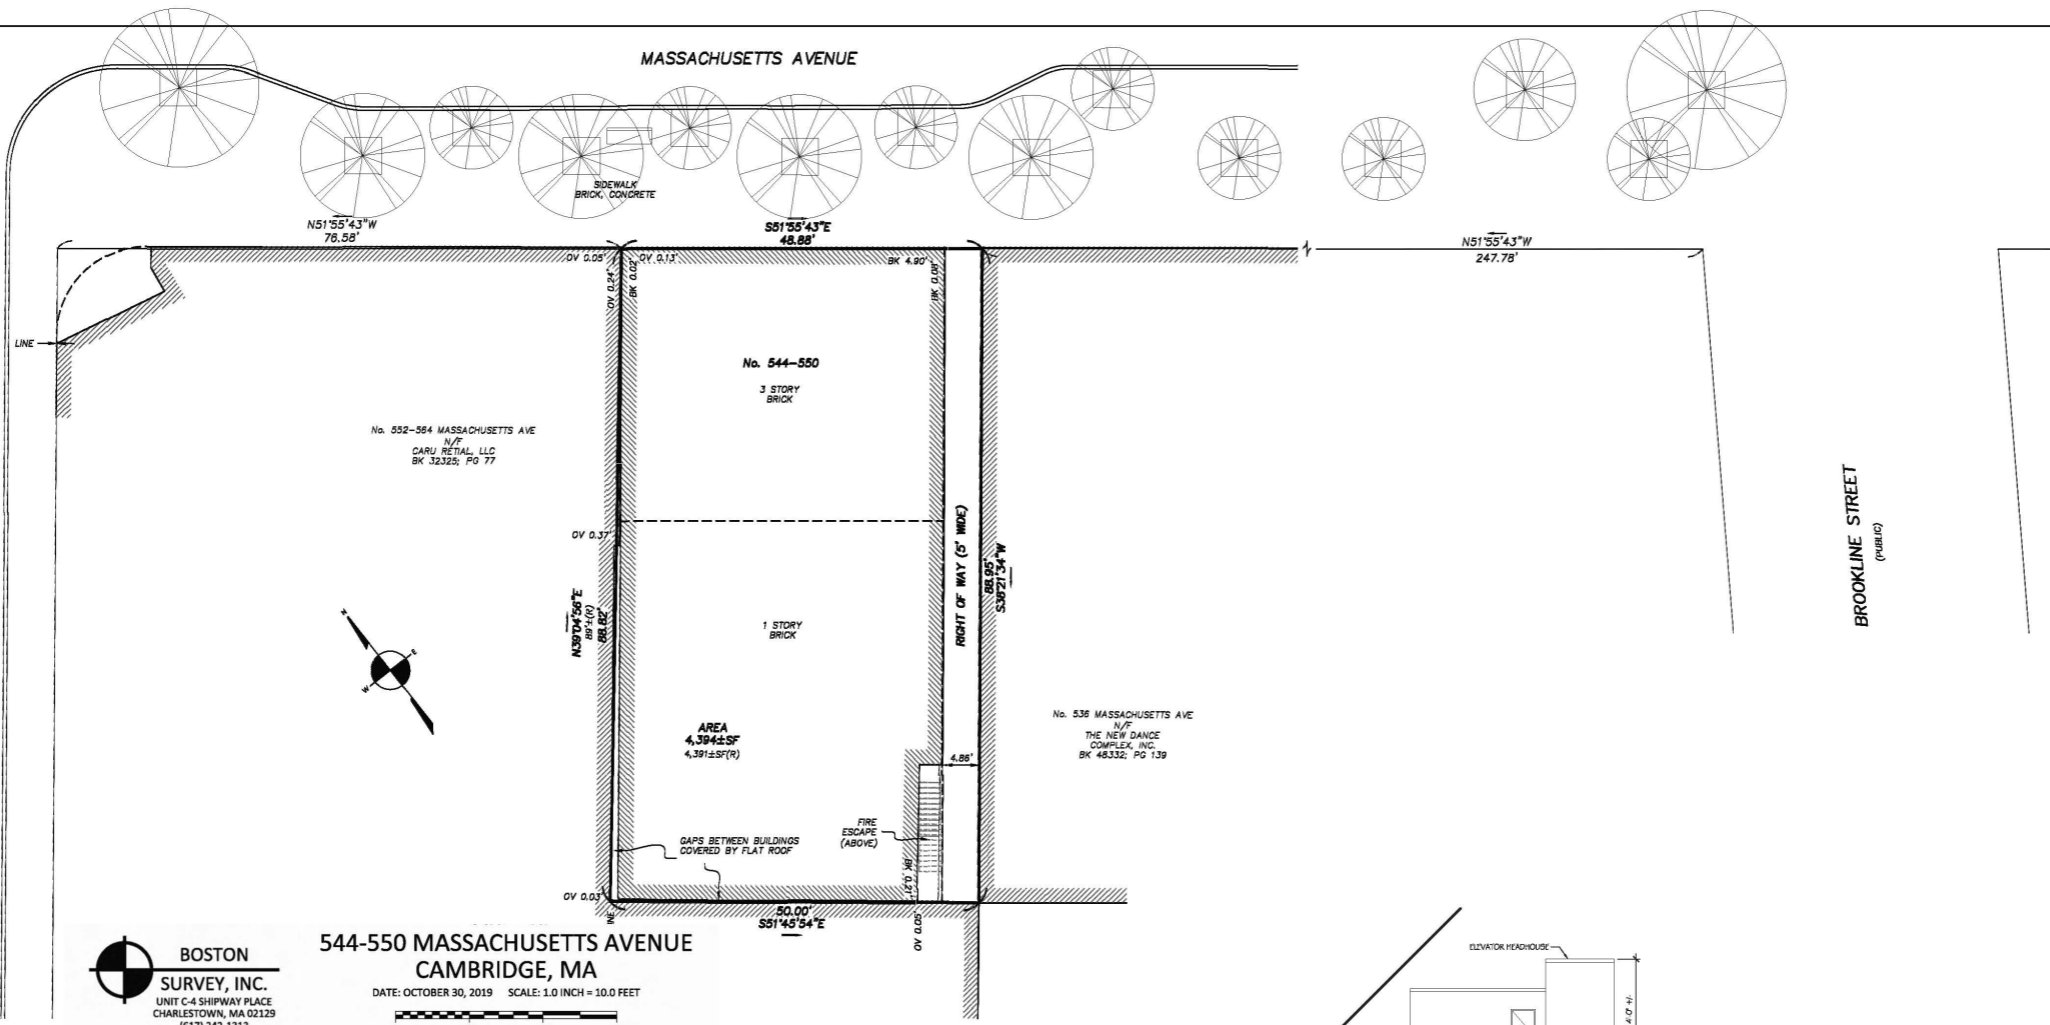 MASSACHUSETTS AVENUE
SIDEWALK
BRICK, CONCRETE
N51°55'43"W
76.58'
S51°55'43"E
48.88'
N51°55'43"W
247.78'
OV 0.05'
OV 0.24'
BK 0.02'
OV 0.13'
BK 4.90'
BK 0.08'
LINE
No. 544-550
3 STORY
BRICK
No. 552-564 MASSACHUSETTS AVE
N/F
CARU RETIAL, LLC
BK 32325; PG 77
OV 0.37'
RIGHT OF WAY (5' WIDE)
88.95'
S38°21'34"W
BROOKLINE STREET
(PUBLIC)
N39°04'56"E
89'±(R)
88.82'
1 STORY
BRICK
N
E
W
AREA
4,394±SF
4,391±SF(R)
4.86'
No. 536 MASSACHUSETTS AVE
N/F
THE NEW DANCE
COMPLEX, INC.
BK 48332; PG 139
FIRE
ESCAPE
(ABOVE)
GAPS BETWEEN BUILDINGS
COVERED BY FLAT ROOF
BK 0.21'
OV 0.03'
50.00'
S51°45'54"E
OV 0.05'
BOSTON
SURVEY, INC.
UNIT C-4 SHIPWAY PLACE
CHARLESTOWN, MA 02129
(617) 242-1313
544-550 MASSACHUSETTS AVENUE
CAMBRIDGE, MA
DATE: OCTOBER 30, 2019 SCALE: 1.0 INCH = 10.0 FEET
ELEVATOR HEADHOUSE